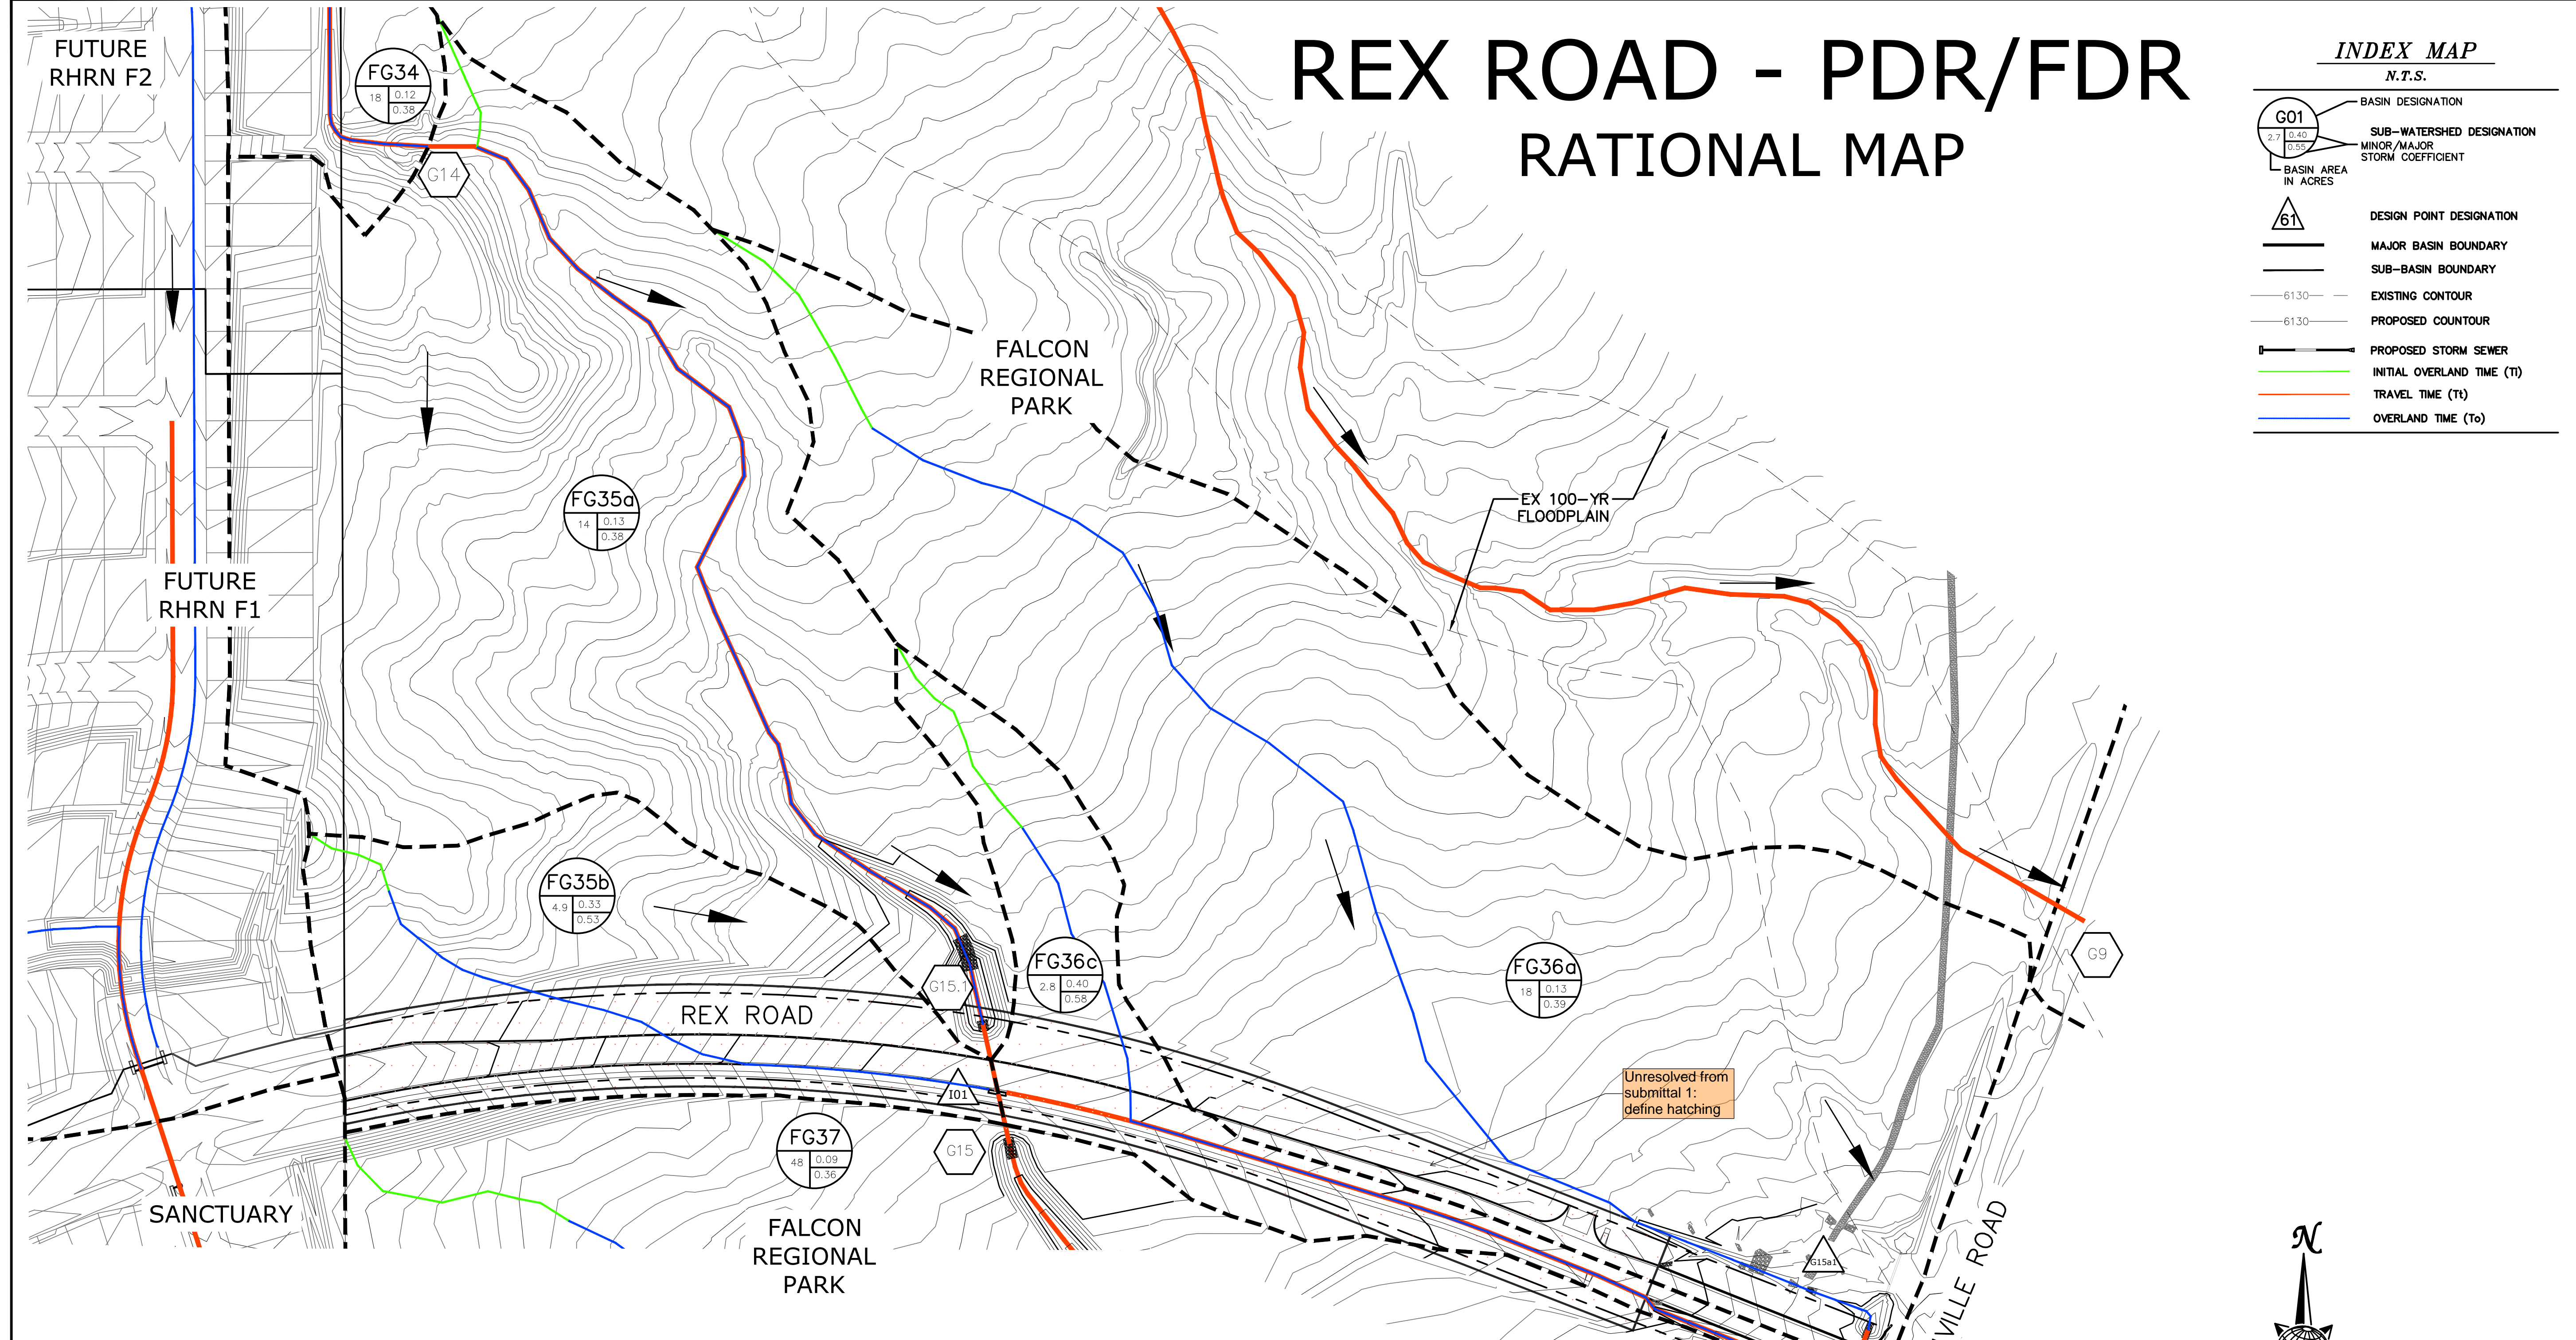 REX ROAD - PDR/FDR
RATIONAL MAP
INDEX MAP
N.T.S.
G01
2.7
0.40
0.55
BASIN DESIGNATION
SUB-WATERSHED DESIGNATION
MINOR/MAJOR
STORM COEFFICIENT
BASIN AREA
IN ACRES
61
DESIGN POINT DESIGNATION
MAJOR BASIN BOUNDARY
SUB-BASIN BOUNDARY
6130
EXISTING CONTOUR
6130
PROPOSED COUNTOUR
PROPOSED STORM SEWER
INITIAL OVERLAND TIME (TI)
TRAVEL TIME (Tt)
OVERLAND TIME (To)
FUTURE
RHRN F2
FG34
18
0.12
0.38
G14
FALCON
REGIONAL
PARK
FG35a
14
0.13
0.38
EX 100-YR
FLOODPLAIN
FUTURE
RHRN F1
FG35b
4.9
0.33
0.53
G15.1
FG36c
2.8
0.40
0.58
FG36a
18
0.13
0.39
G9
REX ROAD
I01
Unresolved from
submittal 1:
define hatching
FG37
48
0.09
0.36
G15
SANCTUARY
FALCON
REGIONAL
PARK
G15a1
VILLE ROAD
N